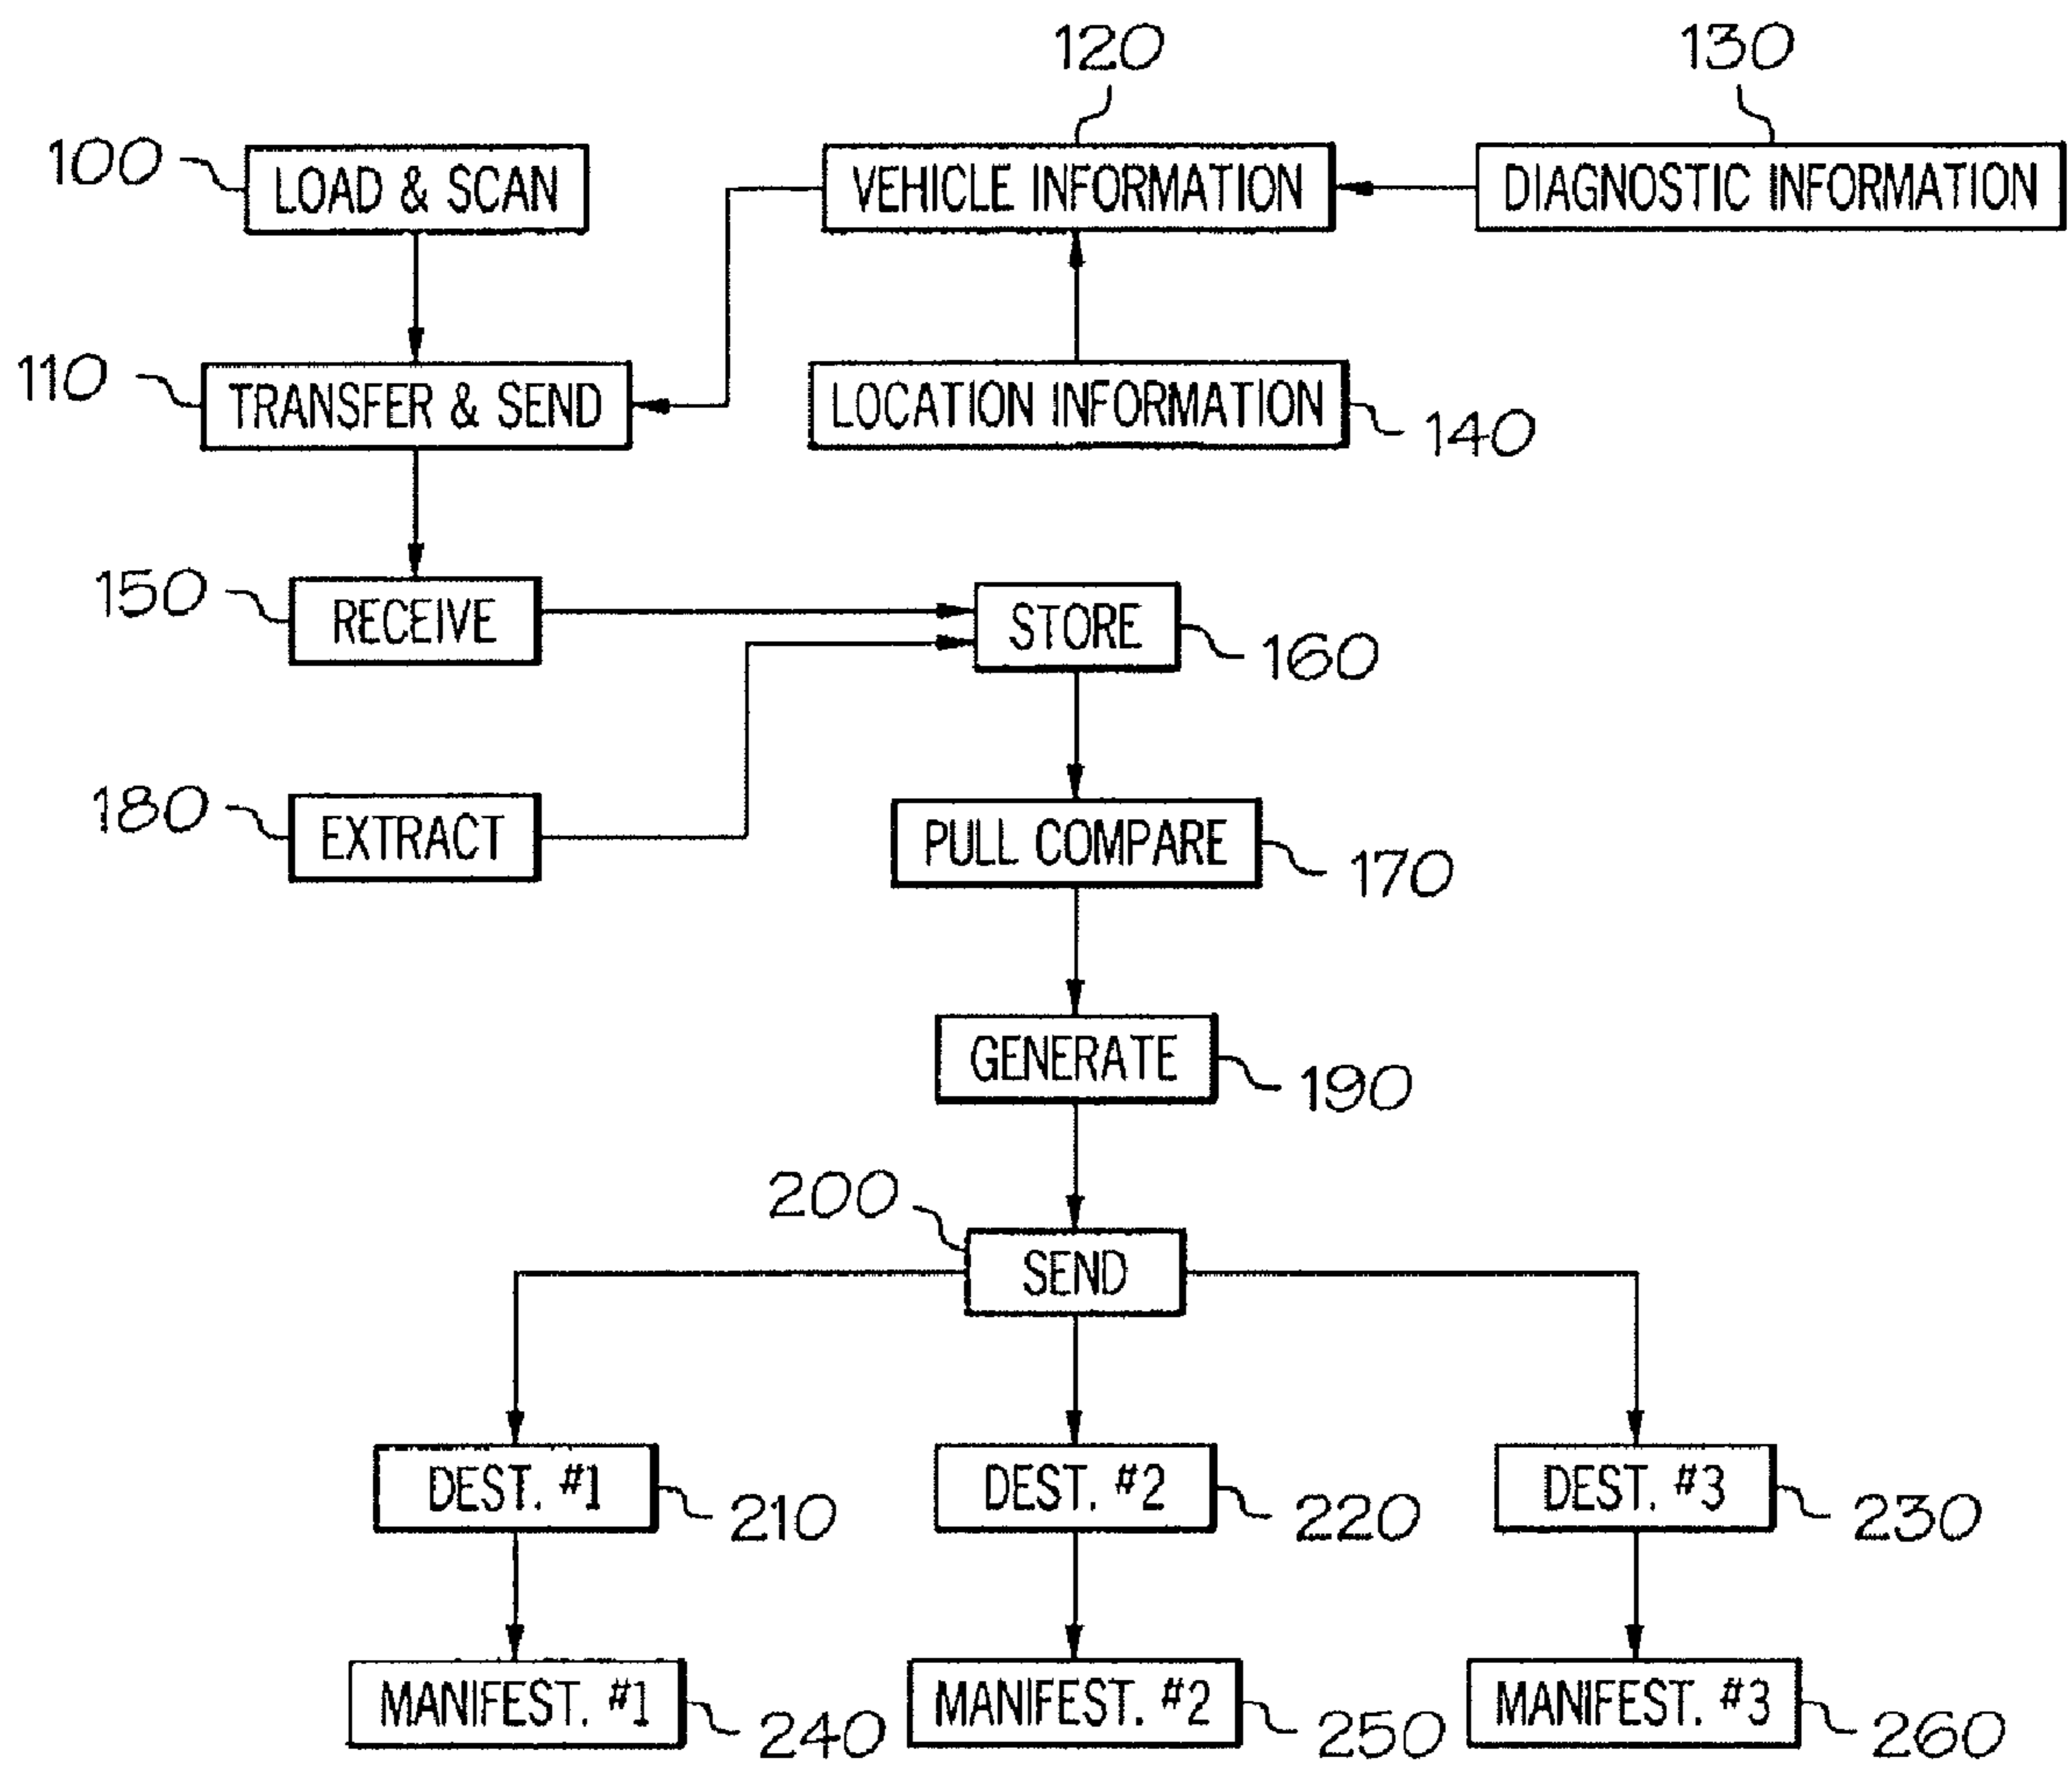 120
130
100
LOAD & SCAN
VEHICLE INFORMATION
DIAGNOSTIC INFORMATION
110
TRANSFER & SEND
LOCATION INFORMATION
140
150
RECEIVE
STORE
160
180
EXTRACT
PULL COMPARE
170
GENERATE
190
200
SEND
DEST. #1
210
DEST. #2
220
DEST. #3
230
MANIFEST. #1
240
MANIFEST. #2
250
MANIFEST. #3
260